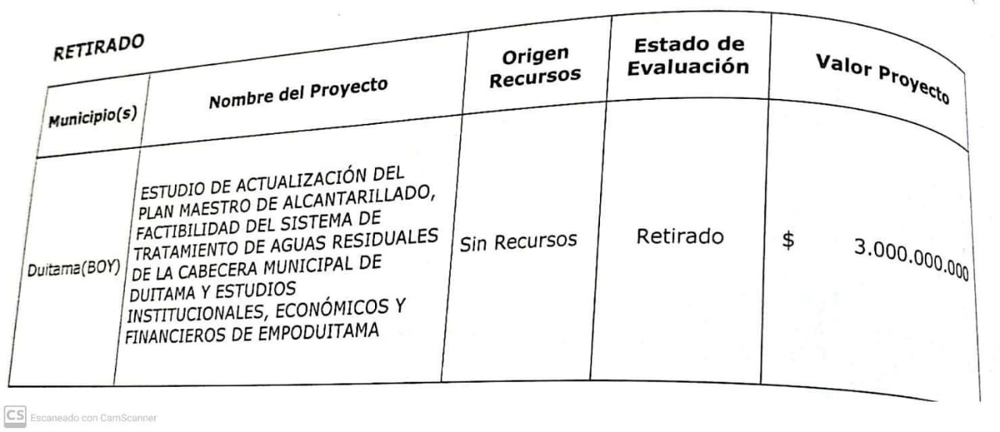 RETIRADO
Municipio(s)
Nombre del Proyecto
Origen
Recursos
Estado de
Evaluación
Valor Proyecto
Duitama(BOY)
ESTUDIO DE ACTUALIZACIÓN DEL
PLAN MAESTRO DE ALCANTARILLADO,
FACTIBILIDAD DEL SISTEMA DE
TRATAMIENTO DE AGUAS RESIDUALES
DE LA CABECERA MUNICIPAL DE
DUITAMA Y ESTUDIOS
INSTITUCIONALES, ECONÓMICOS Y
FINANCIEROS DE EMPODUITAMA
Sin Recursos
Retirado
$ 3.000.000.000
CS Escaneado con CamScanner